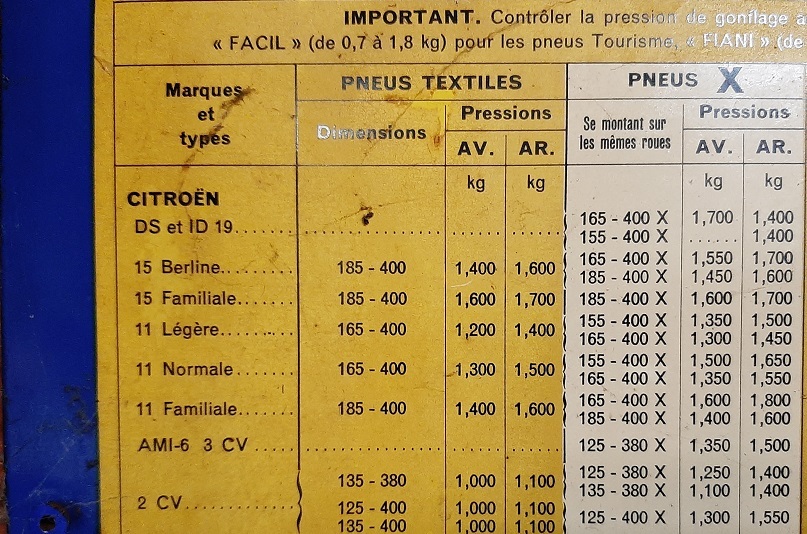 IMPORTANT. Contrôler la pression de gonflage à
« FACIL » (de 0,7 à 1,8 kg) pour les pneus Tourisme, « FIANI » (de
Marques et types PNEUS TEXTILES PNEUS X
Dimensions Pressions Se montant sur les mêmes roues Pressions
AV. AR. AV. AR.
kg kg kg kg
CITROËN
DS et ID 19 165 - 400 X 1,700 1,400
155 - 400 X ...... 1,400
15 Berline 185 - 400 1,400 1,600 165 - 400 X 1,550 1,700
185 - 400 X 1,450 1,600
15 Familiale 185 - 400 1,600 1,700 185 - 400 X 1,600 1,700
11 Légère 165 - 400 1,200 1,400 155 - 400 X 1,350 1,500
165 - 400 X 1,300 1,450
11 Normale 165 - 400 1,300 1,500 155 - 400 X 1,500 1,650
165 - 400 X 1,350 1,550
11 Familiale 185 - 400 1,400 1,600 165 - 400 X 1,600 1,800
185 - 400 X 1,400 1,600
AMI-6 3 CV 125 - 380 X 1,350 1,500
2 CV 135 - 380 1,000 1,100 125 - 380 X 1,250 1,400
135 - 380 X 1,100 1,400
125 - 400 1,000 1,100 125 - 400 X 1,300 1,550
135 - 400 1,000 1,100